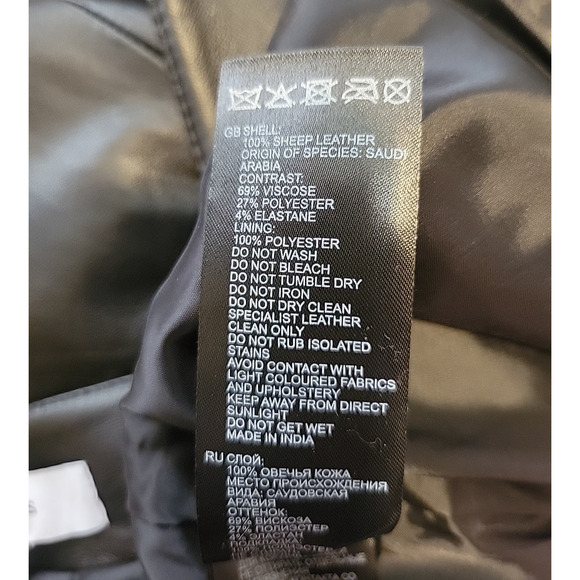 GB SHELL:
100% SHEEP LEATHER
ORIGIN OF SPECIES: SAUDI
ARABIA
CONTRAST:
69% VISCOSE
27% POLYESTER
4% ELASTANE
LINING:
100% POLYESTER
DO NOT WASH
DO NOT BLEACH
DO NOT TUMBLE DRY
DO NOT IRON
DO NOT DRY CLEAN
SPECIALIST LEATHER
CLEAN ONLY
DO NOT RUB ISOLATED
STAINS
AVOID CONTACT WITH
LIGHT COLOURED FABRICS
AND UPHOLSTERY
KEEP AWAY FROM DIRECT
SUNLIGHT
DO NOT GET WET
MADE IN INDIA
RU СЛОЙ:
100% ОВЕЧЬЯ КОЖА
МЕСТО ПРОИСХОЖДЕНИЯ
ВИДА: САУДОВСКАЯ
АРАВИЯ
ОТТЕНОК:
69% ВИСКОЗА
27% ПОЛИЭСТЕР
4% ЭЛАСТАН